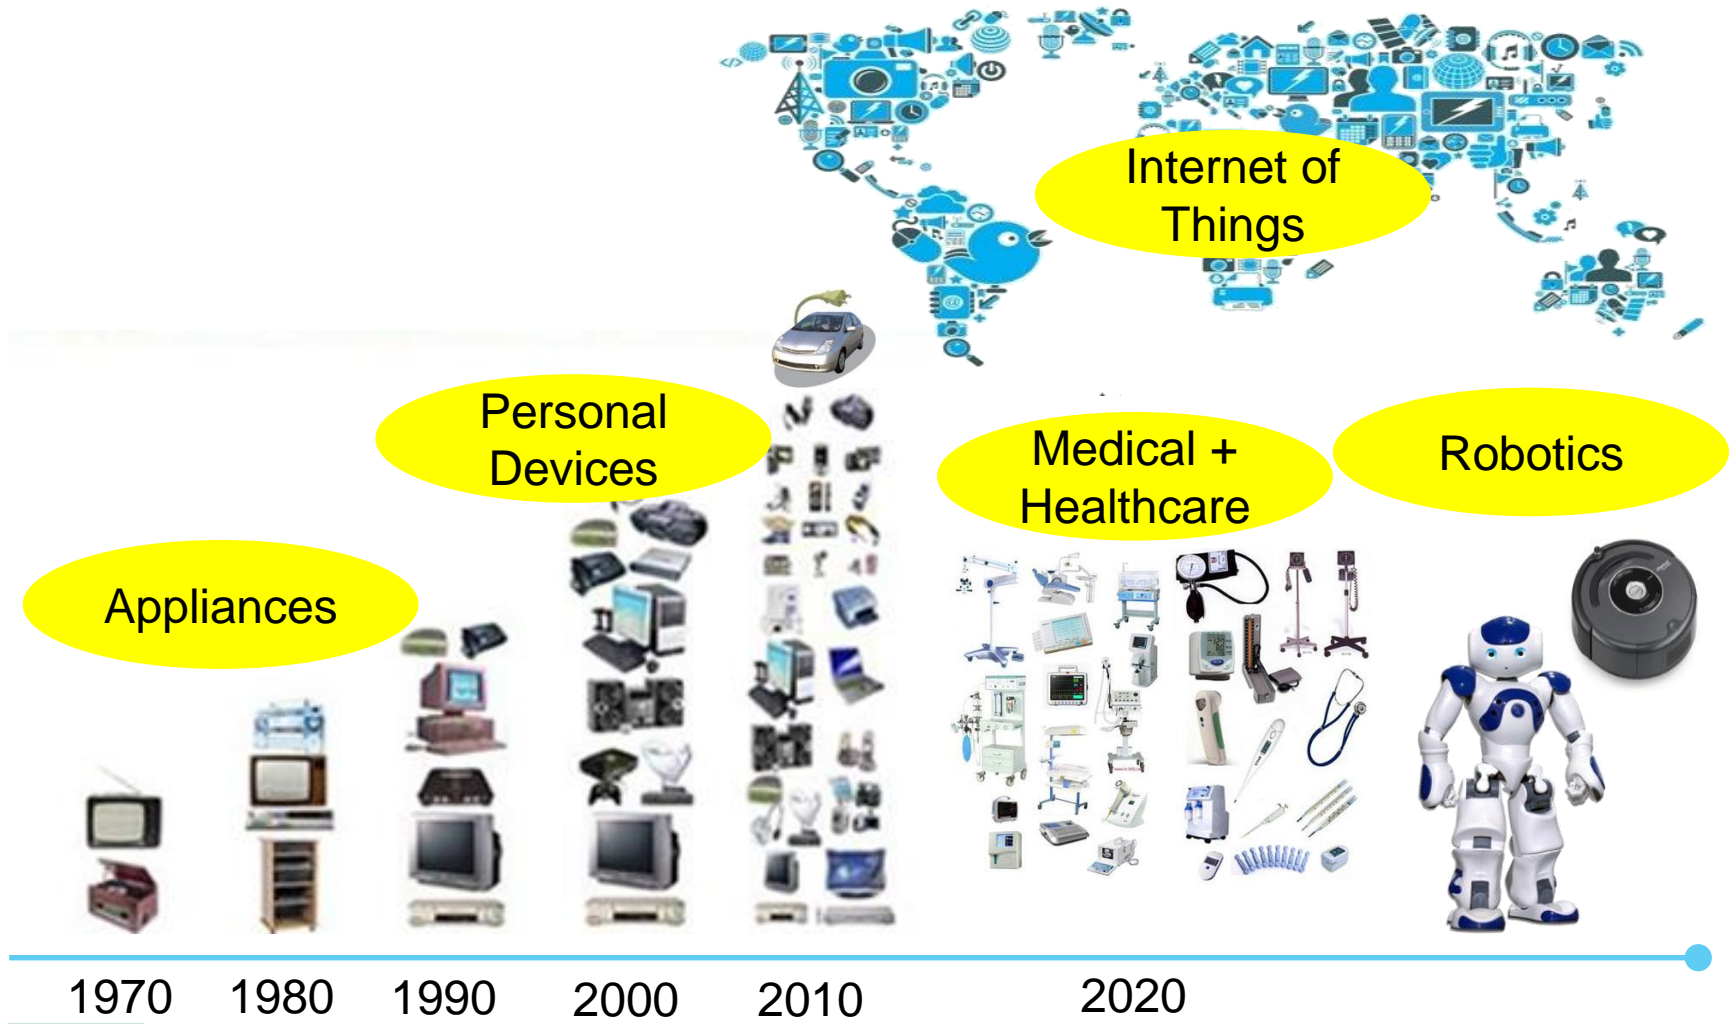 Internet of
Things
Personal
Devices
Medical +
Healthcare
Robotics
Appliances
1970
1980
1990
2000
2010
2020